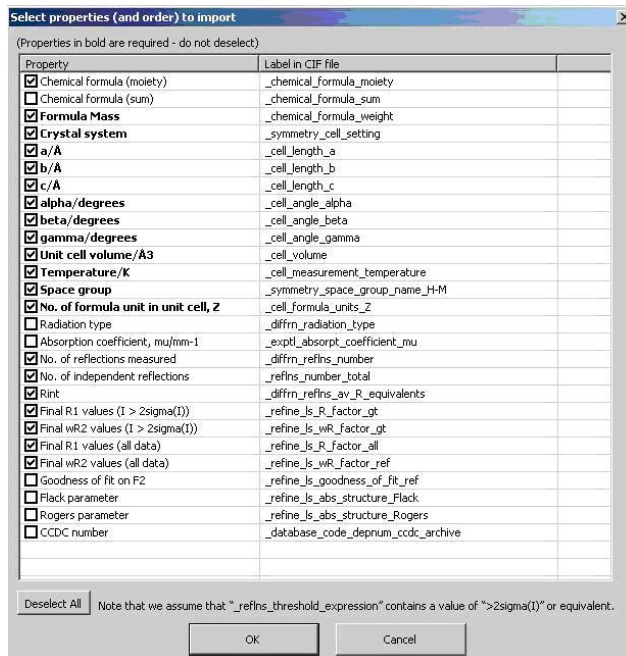 Select properties (and order) to import
(Properties in bold are required - do not deselect)
Property Label in CIF file
Chemical formula (moiety) _chemical_formula_moiety
Chemical formula (sum) _chemical_formula_sum
Formula Mass _chemical_formula_weight
Crystal system _symmetry_cell_setting
a/Å _cell_length_a
b/Å _cell_length_b
c/Å _cell_length_c
alpha/degrees _cell_angle_alpha
beta/degrees _cell_angle_beta
gamma/degrees _cell_angle_gamma
Unit cell volume/Å3 _cell_volume
Temperature/K _cell_measurement_temperature
Space group _symmetry_space_group_name_H-M
No. of formula unit in unit cell, Z _cell_formula_units_Z
Radiation type _diffrn_radiation_type
Absorption coefficient, mu/mm-1 _exptl_absorpt_coefficient_mu
No. of reflections measured _diffrn_reflns_number
No. of independent reflections _reflns_number_total
Rint _diffrn_reflns_av_R_equivalents
Final R1 values (I > 2sigma(I)) _refine_ls_R_factor_gt
Final wR2 values (I > 2sigma(I)) _refine_ls_wR_factor_gt
Final R1 values (all data) _refine_ls_R_factor_all
Final wR2 values (all data) _refine_ls_wR_factor_ref
Goodness of fit on F2 _refine_ls_goodness_of_fit_ref
Flack parameter _refine_ls_abs_structure_Flack
Rogers parameter _refine_ls_abs_structure_Rogers
CCDC number _database_code_depnum_ccdc_archive
Deselect All Note that we assume that "_reflns_threshold_expression" contains a value of ">2sigma(I)" or equivalent.
OK Cancel